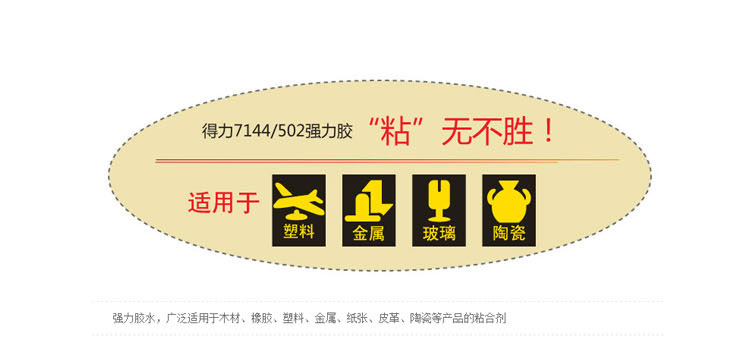 得力7144/502强力胶“粘”无不胜！
适用于
塑料 金属 玻璃 陶瓷
强力胶水，广泛适用于木材、橡胶、塑料、金属、纸张、皮革、陶瓷等产品的粘合剂